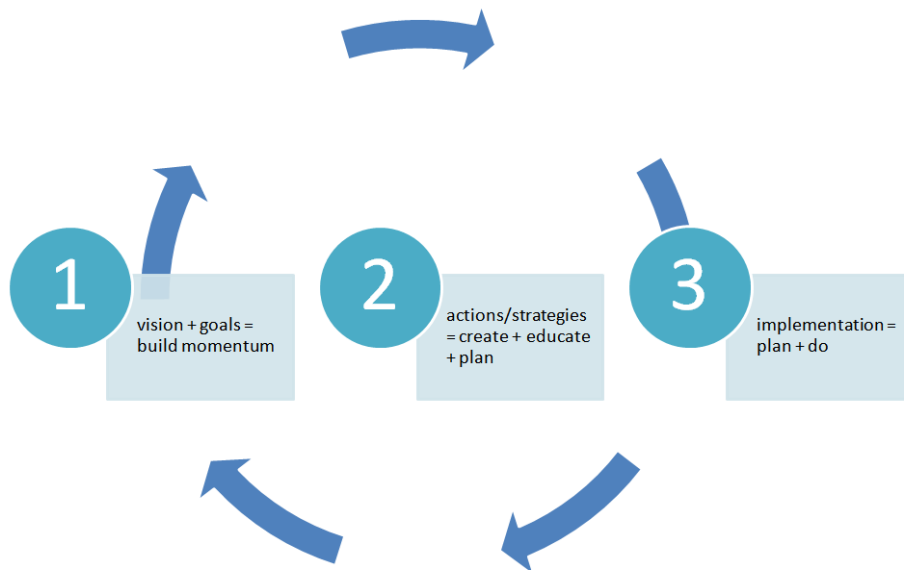 1
vision + goals =
build momentum
2
actions/strategies
= create + educate
+ plan
3
implementation =
plan + do